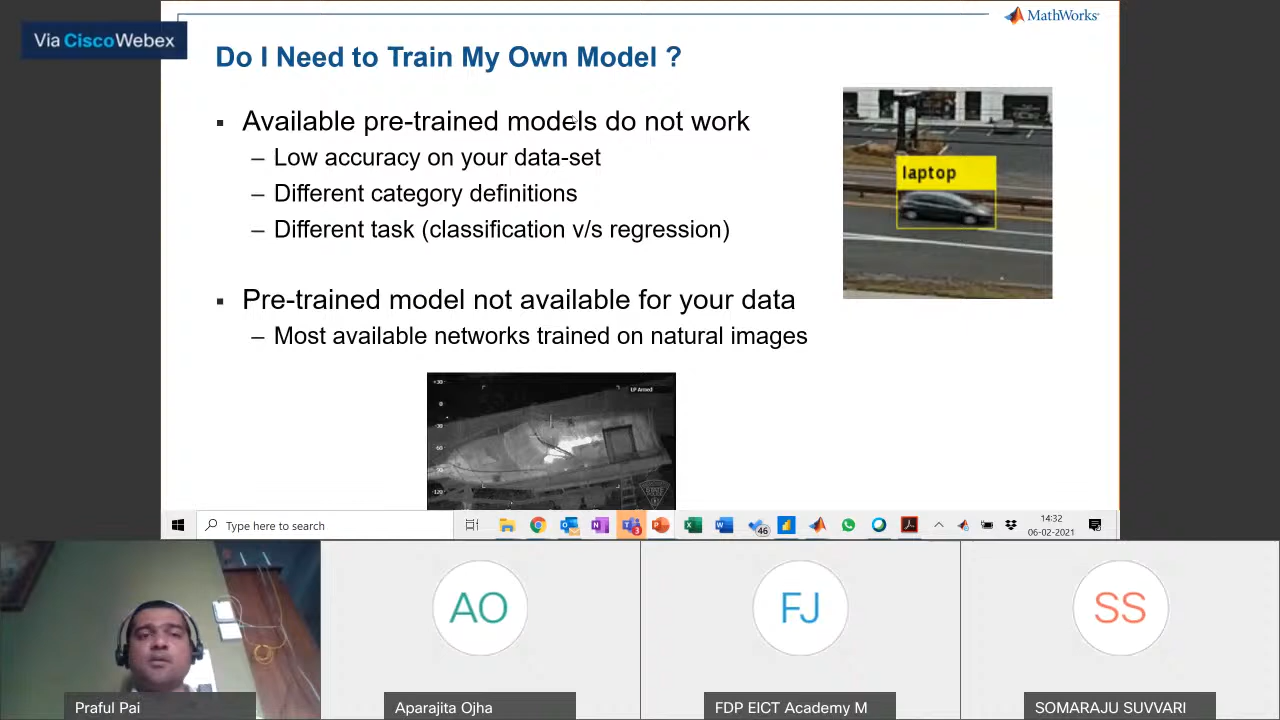 Via Cisco Webex
MathWorks
Do I Need to Train My Own Model ?
▪ Available pre-trained models do not work
– Low accuracy on your data-set
– Different category definitions
– Different task (classification v/s regression)
laptop
▪ Pre-trained model not available for your data
– Most available networks trained on natural images
LP Armed
Type here to search
46
14:32
06-02-2021
AO
FJ
SS
Praful Pai
Aparajita Ojha
FDP EICT Academy M
SOMARAJU SUVVARI